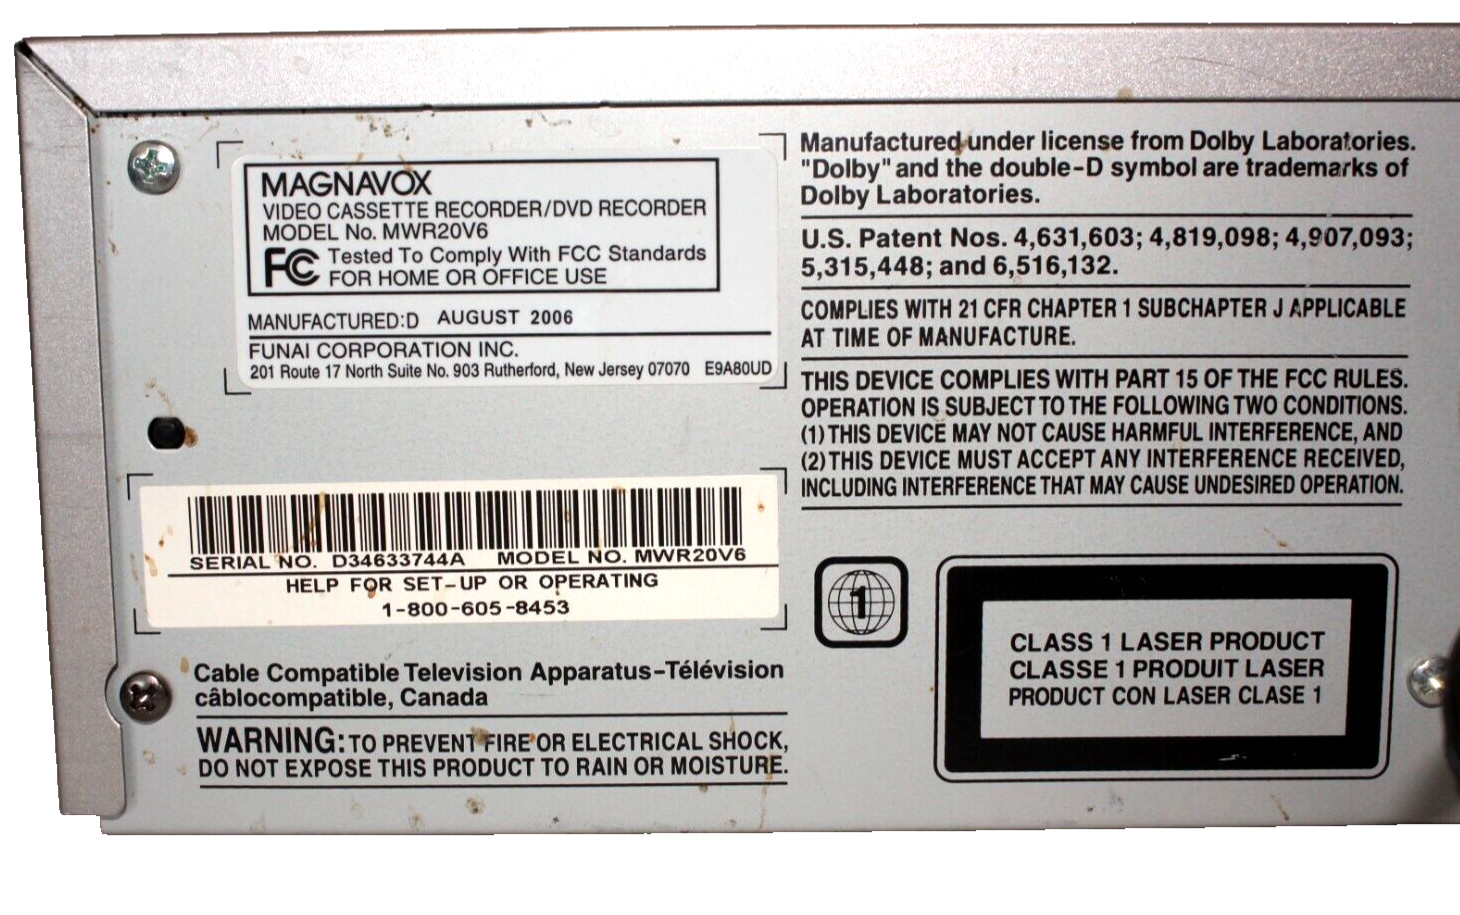 MAGNAVOX
VIDEO CASSETTE RECORDER/DVD RECORDER
MODEL No. MWR20V6
FC Tested To Comply With FCC Standards
FOR HOME OR OFFICE USE
MANUFACTURED:D AUGUST 2006
FUNAI CORPORATION INC.
201 Route 17 North Suite No. 903 Rutherford, New Jersey 07070 E9A80UD
SERIAL NO. D34633744A MODEL NO. MWR20V6
HELP FOR SET-UP OR OPERATING
1-800-605-8453
Cable Compatible Television Apparatus-Télévision
câblocompatible, Canada
WARNING: TO PREVENT FIRE OR ELECTRICAL SHOCK,
DO NOT EXPOSE THIS PRODUCT TO RAIN OR MOISTURE.
Manufactured under license from Dolby Laboratories.
"Dolby" and the double-D symbol are trademarks of
Dolby Laboratories.
U.S. Patent Nos. 4,631,603; 4,819,098; 4,907,093;
5,315,448; and 6,516,132.
COMPLIES WITH 21 CFR CHAPTER 1 SUBCHAPTER J APPLICABLE
AT TIME OF MANUFACTURE.
THIS DEVICE COMPLIES WITH PART 15 OF THE FCC RULES.
OPERATION IS SUBJECT TO THE FOLLOWING TWO CONDITIONS.
(1) THIS DEVICE MAY NOT CAUSE HARMFUL INTERFERENCE, AND
(2) THIS DEVICE MUST ACCEPT ANY INTERFERENCE RECEIVED,
INCLUDING INTERFERENCE THAT MAY CAUSE UNDESIRED OPERATION.
1
CLASS 1 LASER PRODUCT
CLASSE 1 PRODUIT LASER
PRODUCT CON LASER CLASE 1